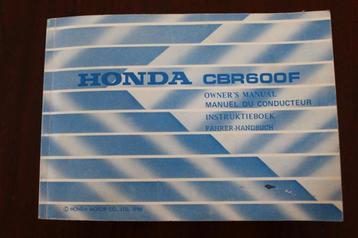 HONDA CBR600F
OWNER'S MANUAL
MANUEL DU CONDUCTEUR
INSTRUKTIEBOEK
FAHRER-HANDBUCH
© HONDA MOTOR CO., LTD.